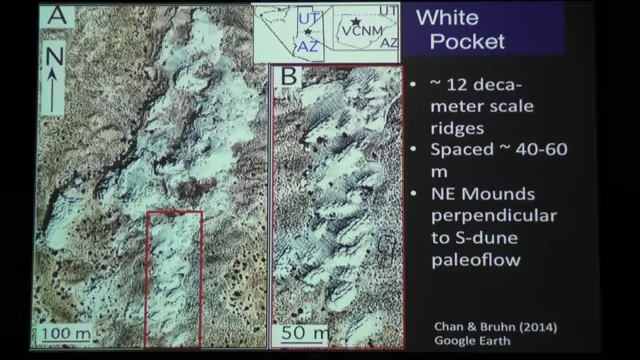 A
N
100 m
UT
AZ
UT
VCNM
AZ
B
50 m
White
Pocket
• ~ 12 deca-
meter scale
ridges
• Spaced ~ 40-60
m
• NE Mounds
perpendicular
to S-dune
paleoflow
Chan & Bruhn (2014)
Google Earth